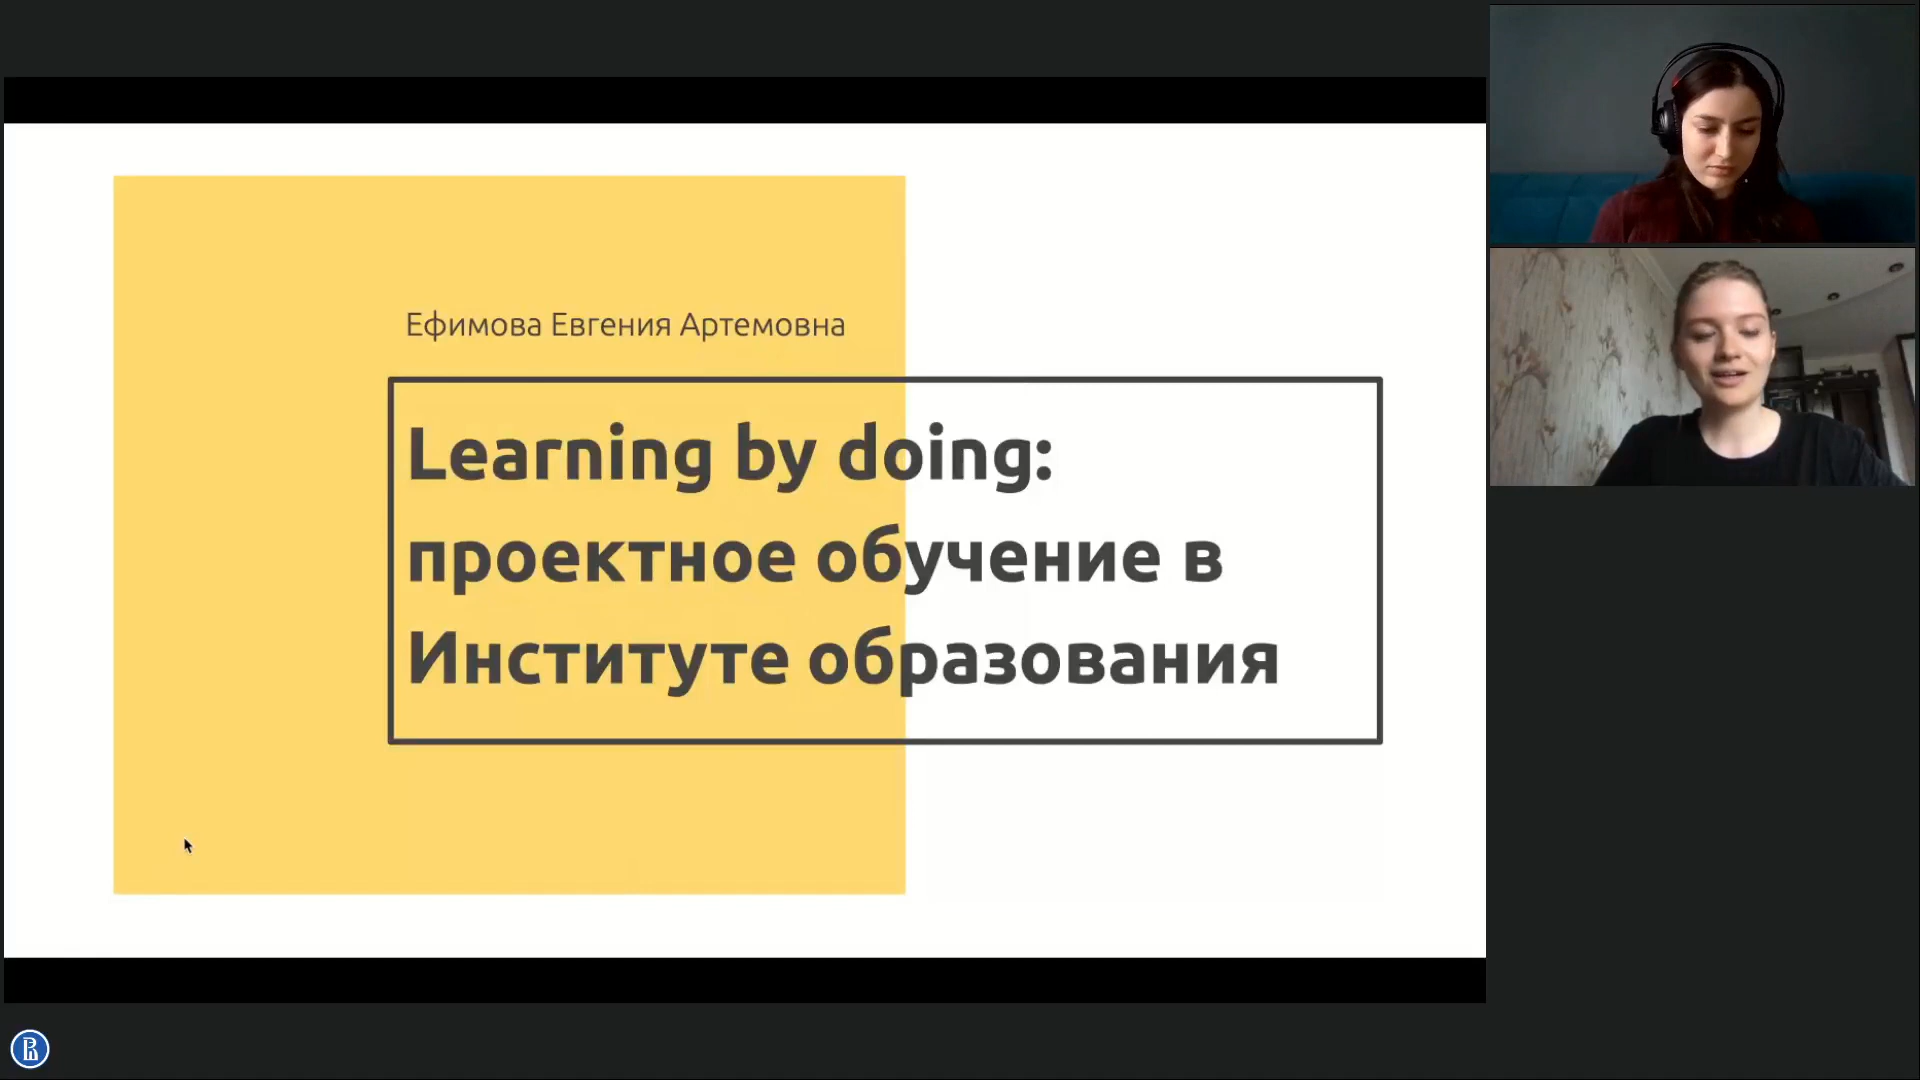 Ефимова Евгения Артемовна
Learning by doing:
проектное обучение в
Институте образования